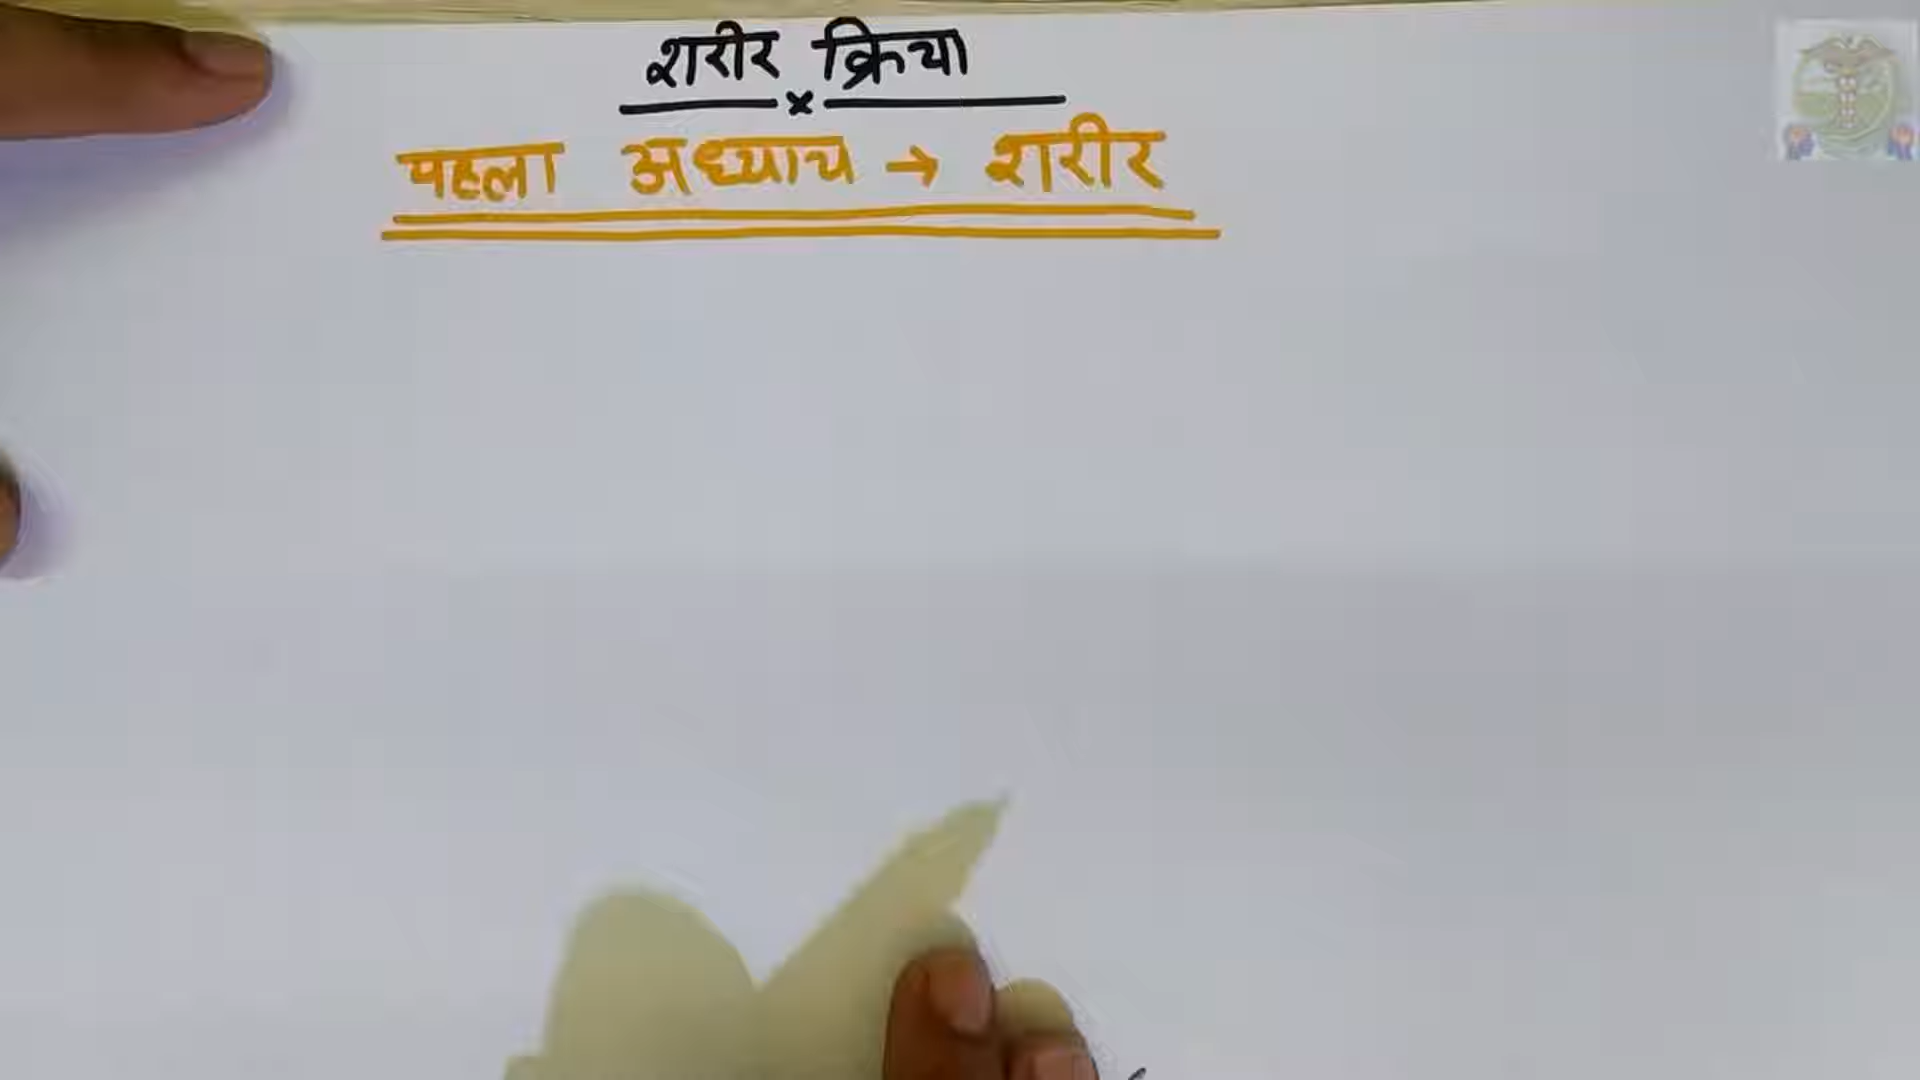 शरीर क्रिया
पहला अध्याय → शरीर